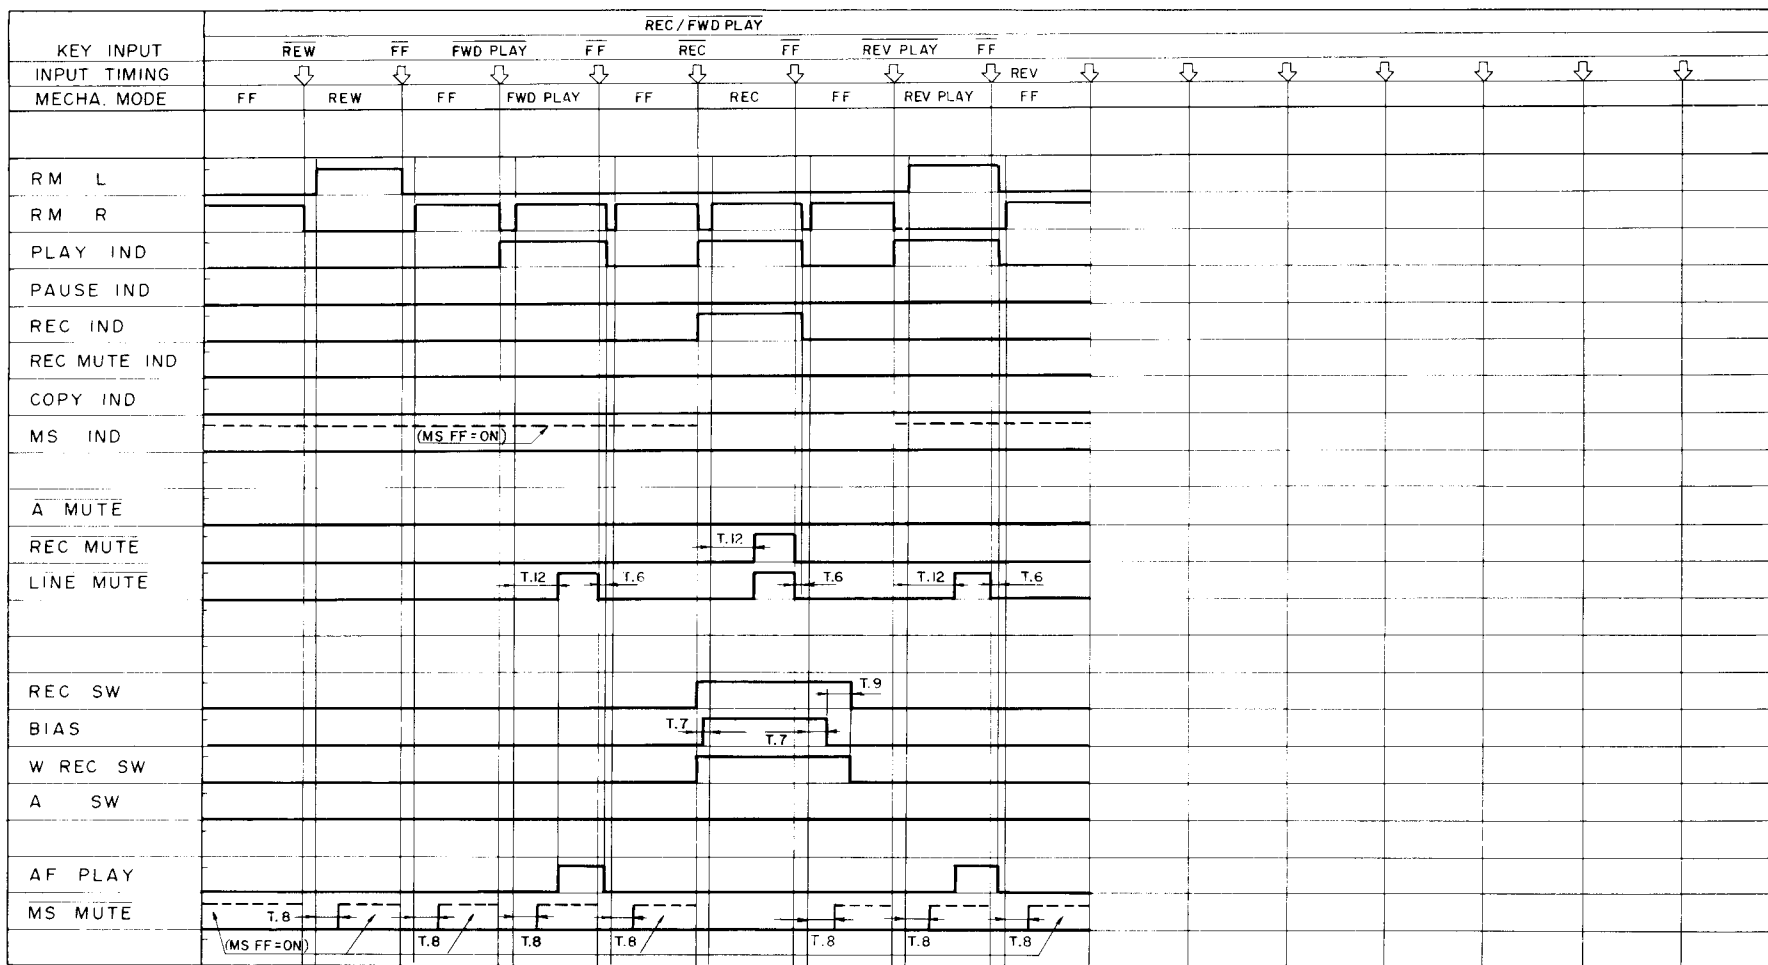 REC / FWD PLAY
KEY INPUT REW FF FWD PLAY FF REC FF REV PLAY FF
INPUT TIMING REV
MECHA. MODE FF REW FF FWD PLAY FF REC FF REV PLAY FF
RM L
RM R
PLAY IND
PAUSE IND
REC IND
REC MUTE IND
COPY IND
MS IND (MS FF=ON)
A MUTE
REC MUTE T.12
LINE MUTE T.12 T.6 T.6 T.12 T.6
REC SW T.9
BIAS T.7 T.7
W REC SW
A SW
AF PLAY
MS MUTE T.8
(MS FF=ON) T.8 T.8 T.8 T.8 T.8 T.8